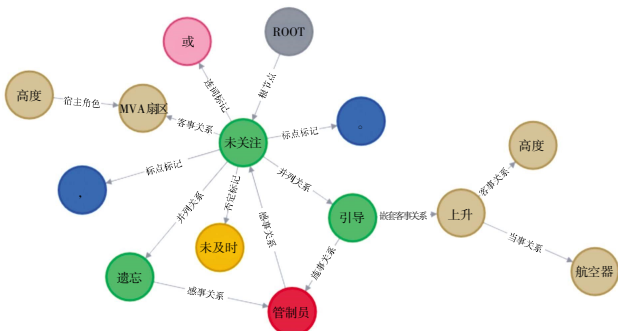 或
ROOT
连词标记
根节点
高度
宿主角色
MVA扇区
客事关系
未关注
标点标记
。
标点标记
，
并列关系
否定标记
感事关系
并列关系
引导
嵌套客事关系
上升
客事关系
高度
当事关系
航空器
未及时
遗忘
感事关系
管制员
施事关系